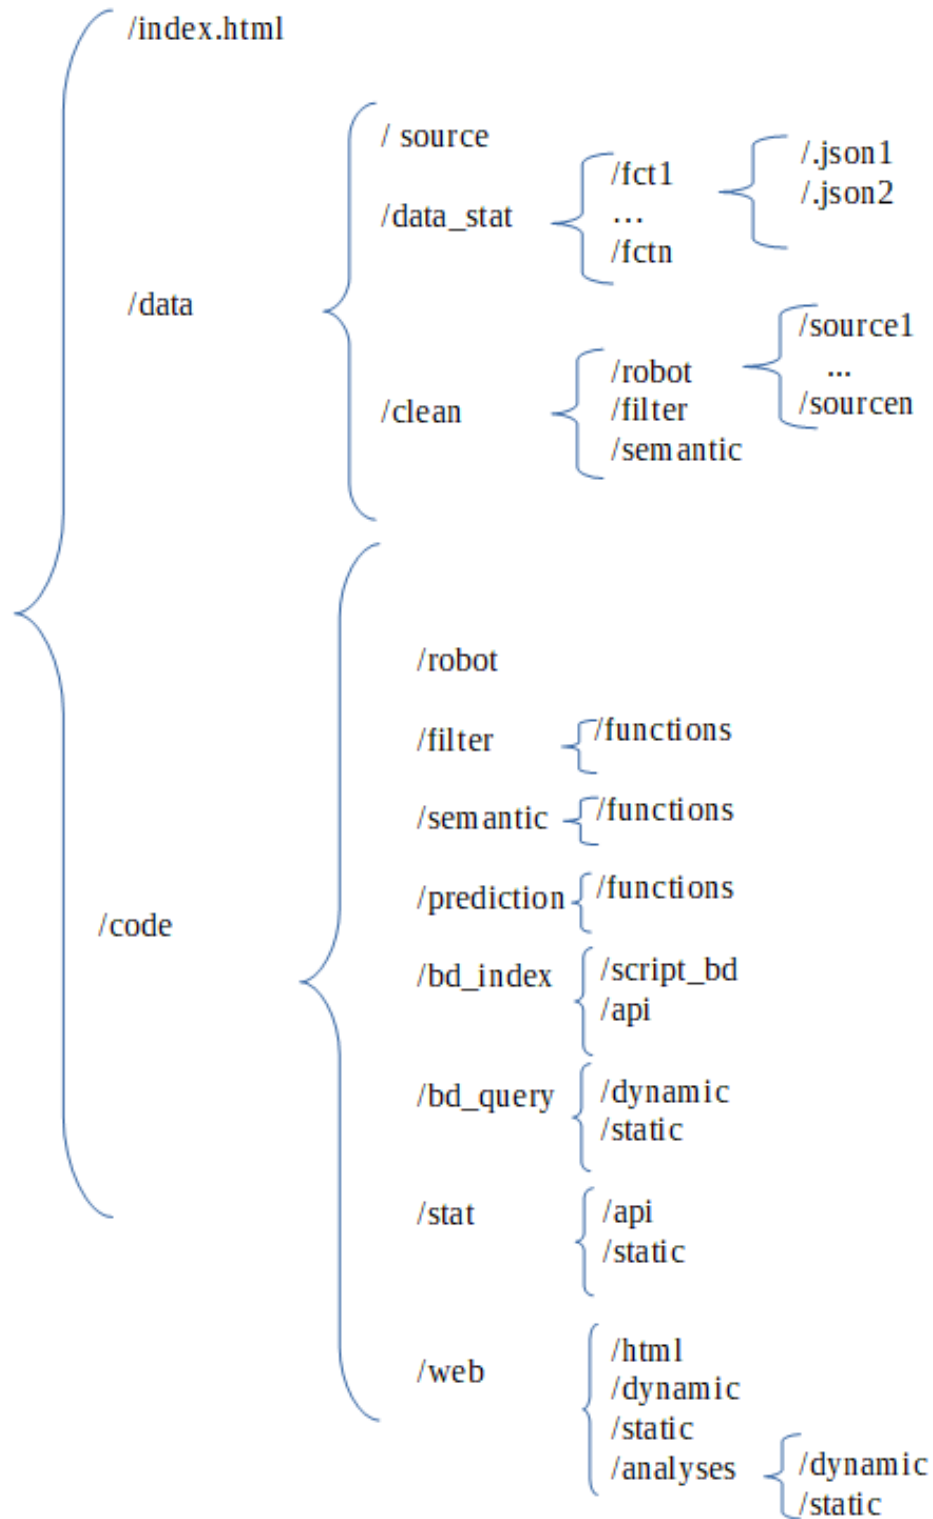 /index.html
/data
/ source
/data_stat
/fct1
...
/fctn
/.json1
/.json2
/clean
/robot
/filter
/semantic
/source1
...
/sourcen
/code
/robot
/filter
/functions
/semantic
/functions
/prediction
/functions
/bd_index
/script_bd
/api
/bd_query
/dynamic
/static
/stat
/api
/static
/web
/html
/dynamic
/static
/analyses
/dynamic
/static